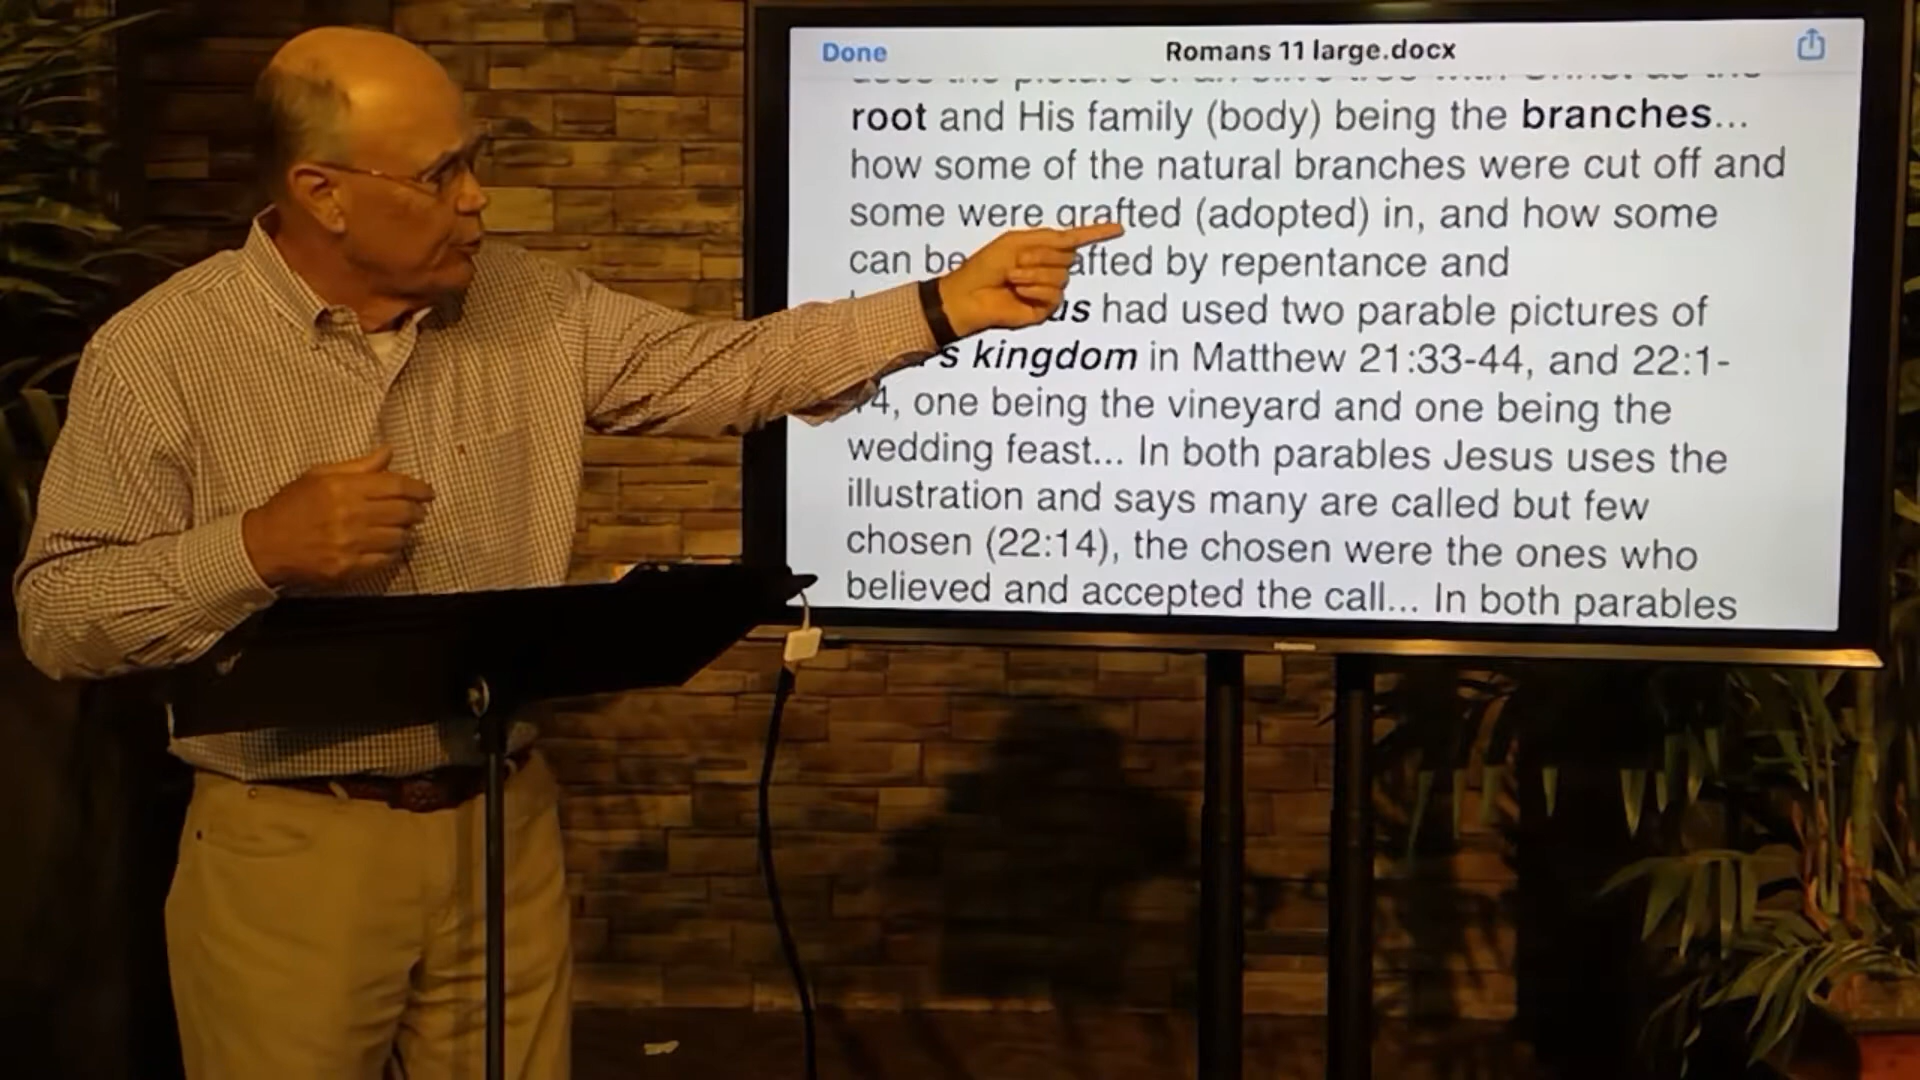 Done
Romans 11 large.docx
root and His family (body) being the branches...
how some of the natural branches were cut off and
some were grafted (adopted) in, and how some
can be by repentance and
had used two parable pictures of
kingdom in Matthew 21:33-44, and 22:1-
4, one being the vineyard and one being the
wedding feast... In both parables Jesus uses the
illustration and says many are called but few
chosen (22:14), the chosen were the ones who
believed and accepted the call... In both parables